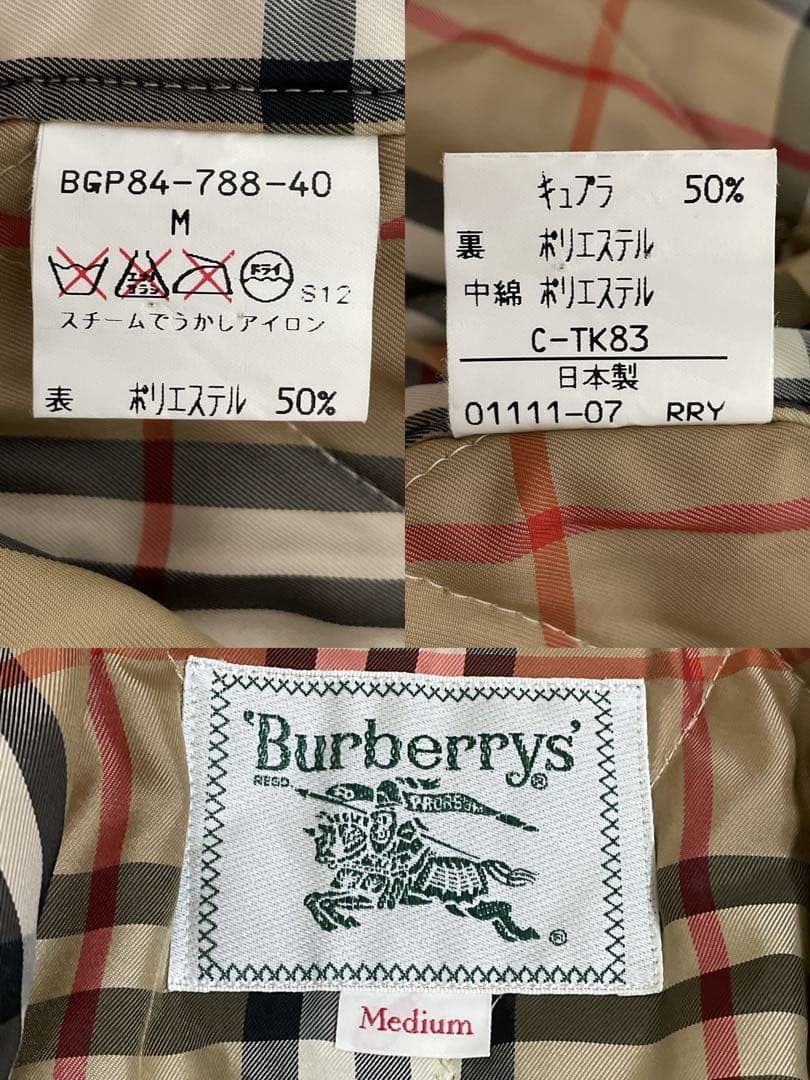 BGP84-788-40
M
エンソ
サラシ
ドライ
S12
スチームでうかしアイロン
表 ポリエステル 50%
キュプラ 50%
裏 ポリエステル
中綿 ポリエステル
C-TK83
日本製
01111-07 RRY
'Burberrys'®
REGD.
PRORSUM
®
Medium